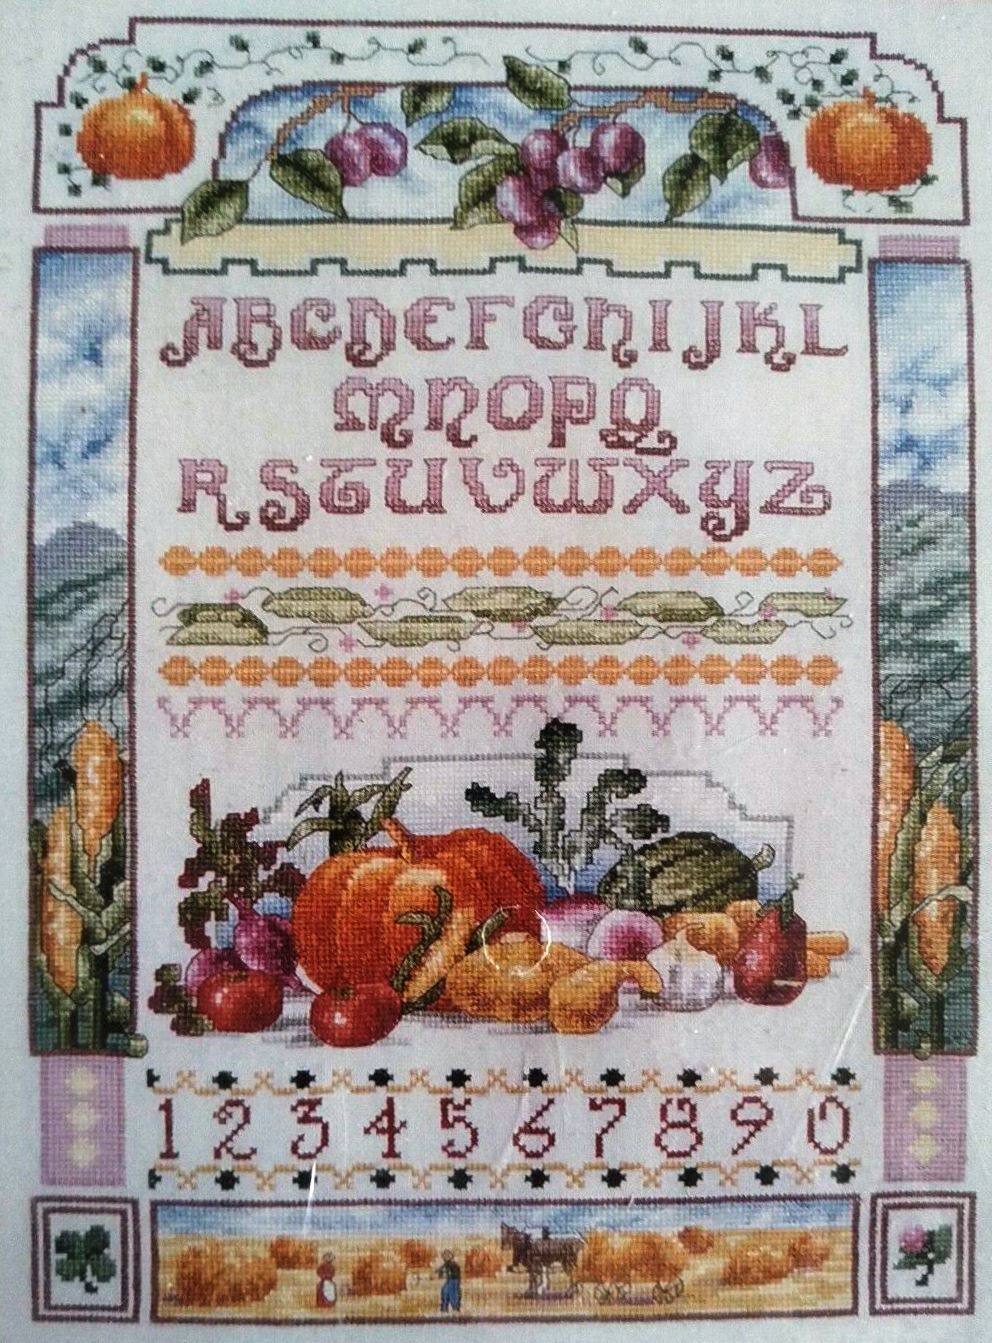 ABCDEFGHIJKL
MNOPQ
RSTUVWXYZ
1234567890